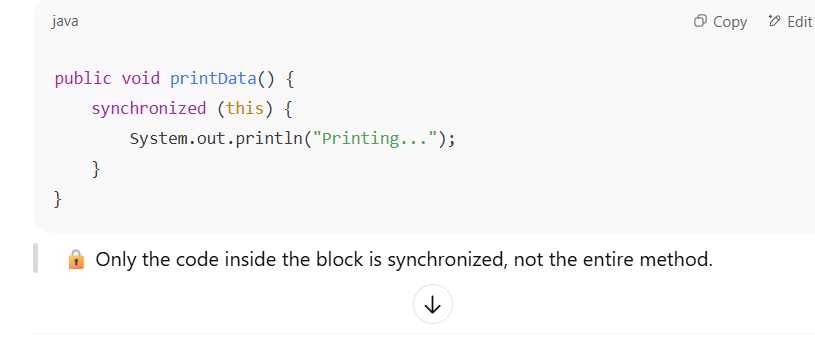 java
Copy
Edit
public void printData() {
    synchronized (this) {
        System.out.println("Printing...");
    }
}
🔒 Only the code inside the block is synchronized, not the entire method.